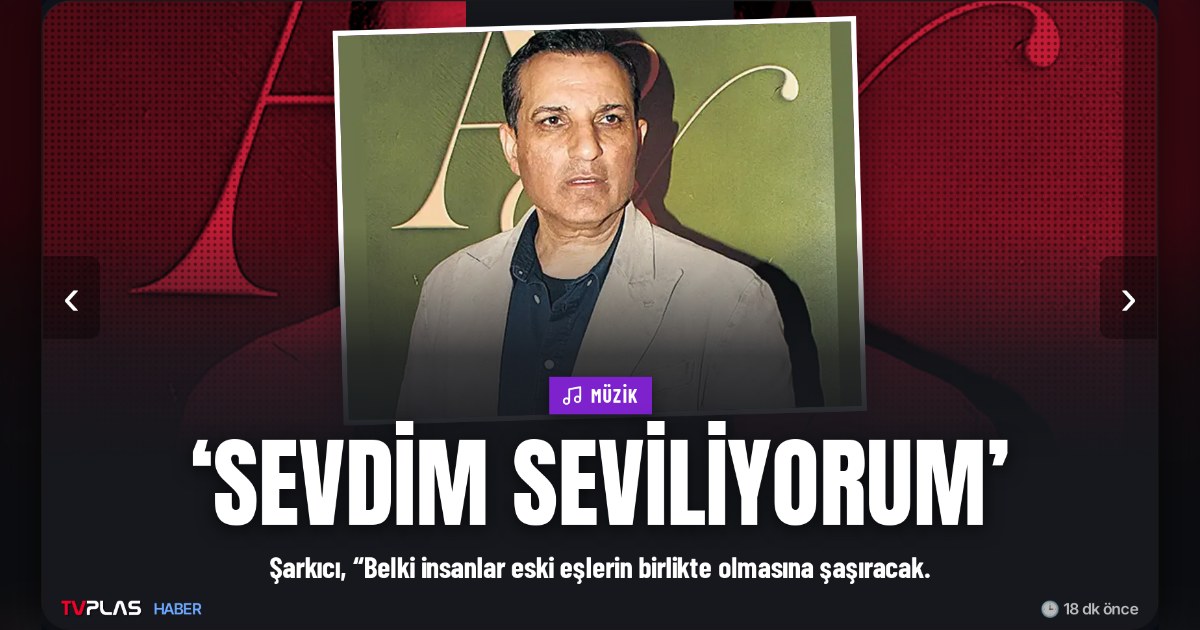 MÜZİK
‘SEVDİM SEVİLİYORUM’
Şarkıcı, “Belki insanlar eski eşlerin birlikte olmasına şaşıracak.
TVPLAS HABER
18 dk önce